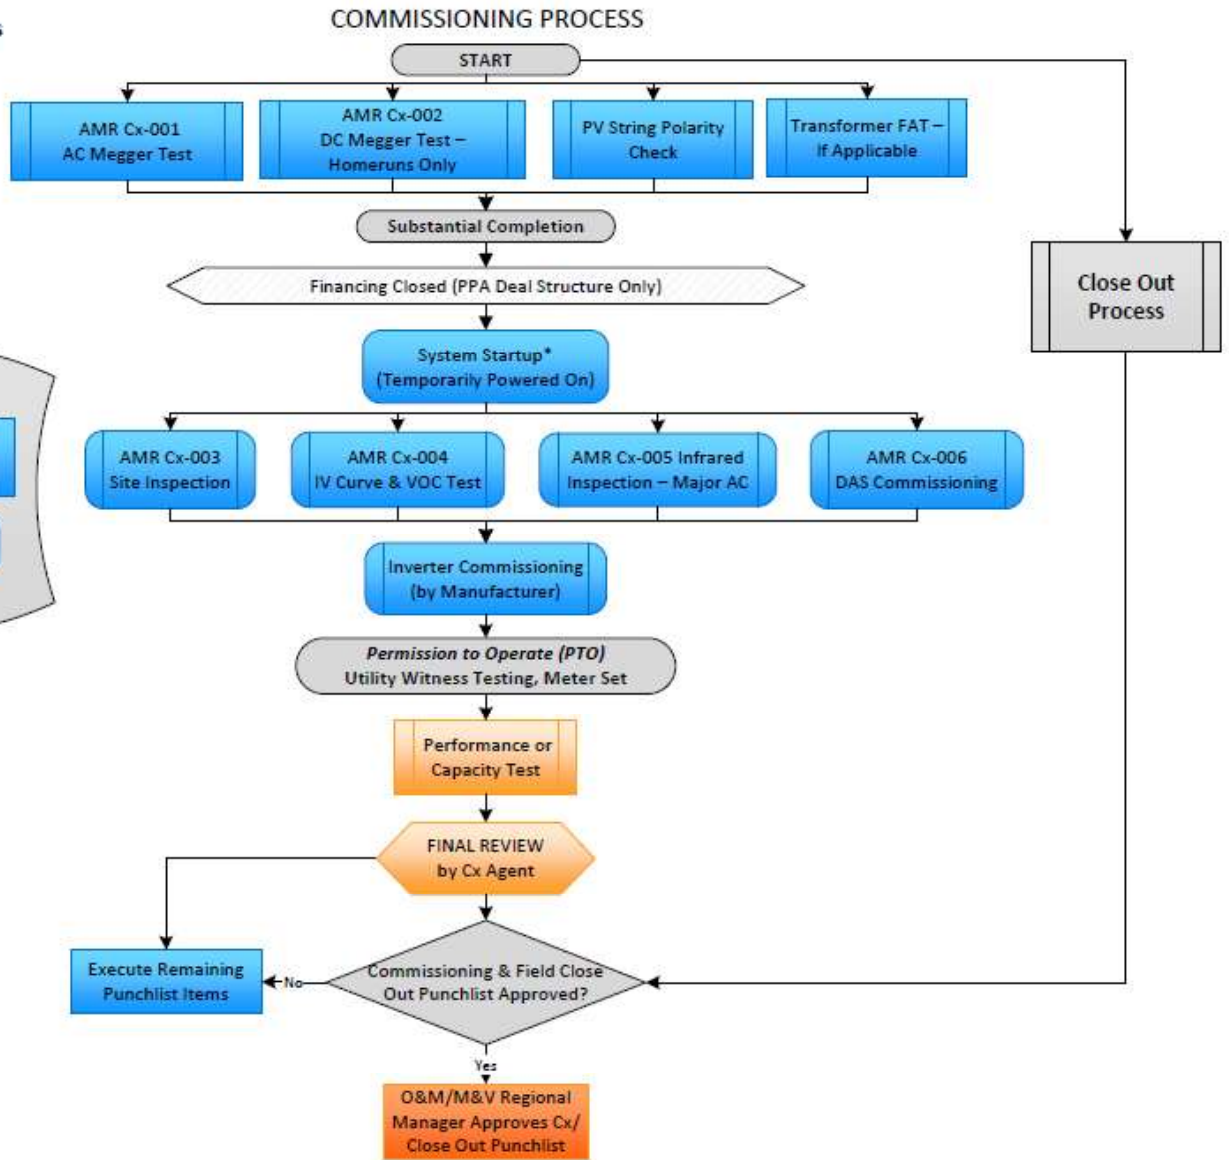 COMMISSIONING PROCESS
s
START
AMR Cx-001
AC Megger Test
AMR Cx-002
DC Megger Test –
Homeruns Only
PV String Polarity
Check
Transformer FAT –
If Applicable
Substantial Completion
Close Out
Process
Financing Closed (PPA Deal Structure Only)
System Startup*
(Temporarily Powered On)
AMR Cx-003
Site Inspection
AMR Cx-004
IV Curve & VOC Test
AMR Cx-005 Infrared
Inspection – Major AC
AMR Cx-006
DAS Commissioning
Inverter Commissioning
(by Manufacturer)
Permission to Operate (PTO)
Utility Witness Testing, Meter Set
Performance or
Capacity Test
FINAL REVIEW
by Cx Agent
Execute Remaining
Punchlist Items
No
Commissioning & Field Close
Out Punchlist Approved?
Yes
O&M/M&V Regional
Manager Approves Cx/
Close Out Punchlist